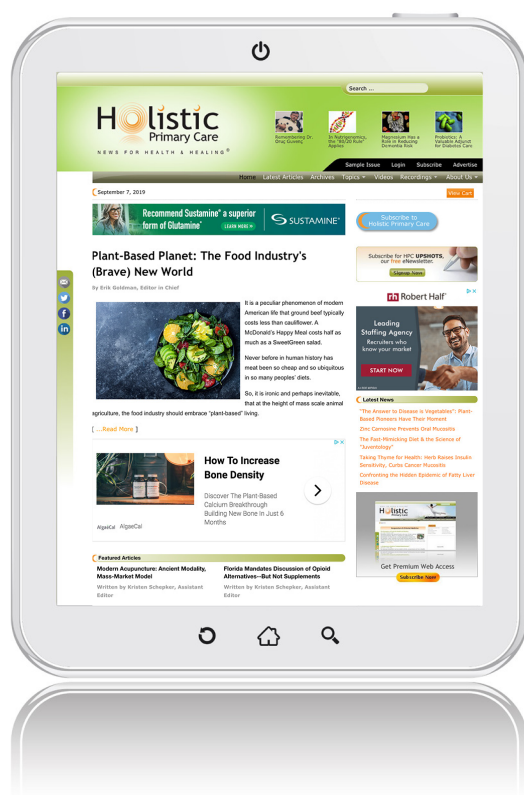 Search ...
Holistic
Primary Care
NEWS FOR HEALTH & HEALING®
Remembering Dr.
Drug Guseinj
In Nutrigenomics,
the "90/20 Rule"
Applies
Magnesium Has a
Role in Reducing
Dementia Risk
Probiotics: A
Valuable Adjunct
for Diabetes Care
Sample Issue Login Subscribe Advertise
Home Latest Articles Archives Topics Videos Recordings About Us
September 7, 2019
View Cart
Recommend Sustamine® a superior
form of Glutamine®
LEARN MORE
SUSTAMINE®
Subscribe to
Holistic Primary Care
Plant-Based Planet: The Food Industry's
(Brave) New World
by Erik Goldman, Editor in Chief
It is a peculiar phenomenon of modern
American life that ground beef typically
costs less than cauliflower. A
McDonald's Happy Meal costs half as
much as a SweetGreen salad.
Never before in human history has
meat been so cheap and so ubiquitous
in so many peoples' diets.
So, it is ironic and perhaps inevitable,
that at the height of mass scale animal
agriculture, the food industry should embrace "plant-based" living.
[ ...Read More ]
Subscribe for HPC UPSHOTS,
our free eNewsletter.
Signup Now
rh Robert Half®
Leading
Staffing Agency
Recruiters who
know your market
START NOW
Latest News
"The Answer to Disease is Vegetables": Plant-
Based Pioneers Have Their Moment
Zinc Carnosine Prevents Oral Mucositis
The Fast-Mimicking Diet & the Science of
"Juventology"
Taking Thyme for Health: Herb Raises Insulin
Sensitivity, Curbs Cancer Mucositis
Confronting the Hidden Epidemic of Fatty Liver
Disease
How To Increase
Bone Density
Discover The Plant-Based
Calcium Breakthrough
Building New Bone In Just 6
Months
AlgaeCal AlgaeCal
Featured Articles
Modern Acupuncture: Ancient Modality,
Mass-Market Model
Written by Kristen Schepker, Assistant
Editor
Florida Mandates Discussion of Opioid
Alternatives--But Not Supplements
Written by Kristen Schepker, Assistant
Editor
Holistic
Get Premium Web Access
Subscribe Now